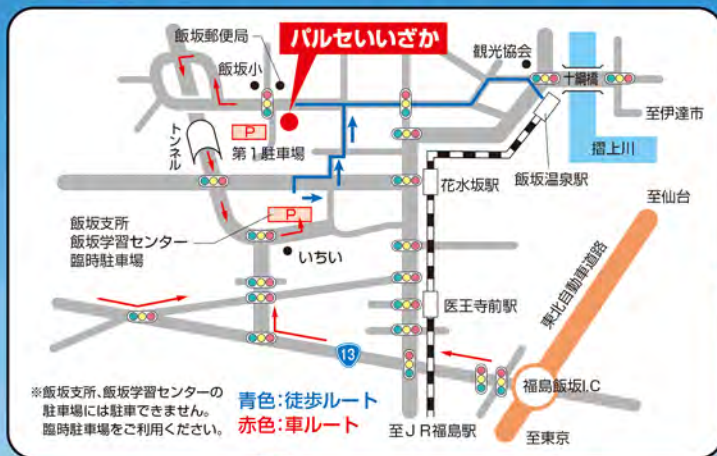 飯坂郵便局
飯坂小
パルセいいざか
観光協会
十綱橋
至伊達市
トンネル
P
第1駐車場
摺上川
飯坂温泉駅
花水坂駅
至仙台
P
飯坂支所
飯坂学習センター
臨時駐車場
いちい
東北自動車道路
医王寺前駅
13
福島飯坂I.C
※飯坂支所、飯坂学習センターの
駐車場には駐車できません。
臨時駐車場をご利用ください。
青色:徒歩ルート
赤色:車ルート
至JR福島駅
至東京